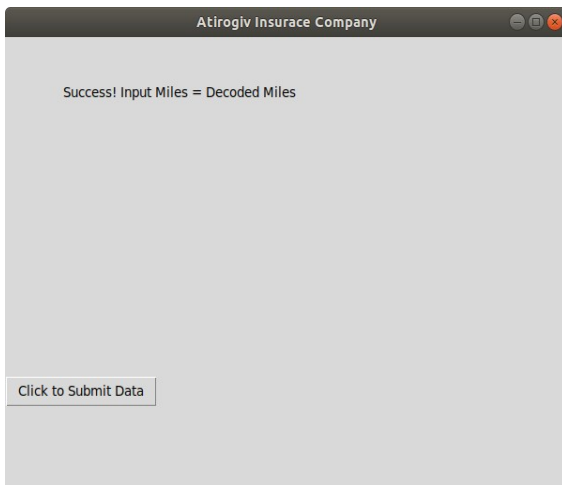 Atirogiv Insurace Company
Success! Input Miles = Decoded Miles
Click to Submit Data